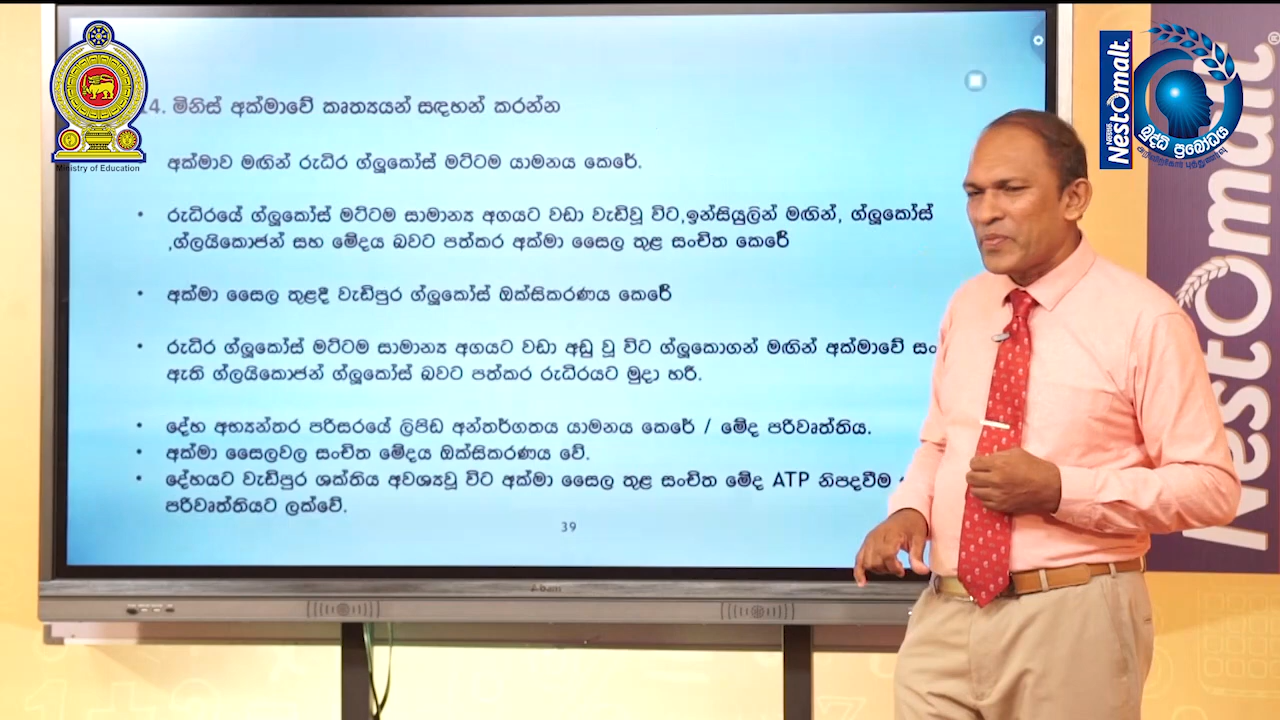 4. මිනිස් අක්මාවේ කෘත්‍යයන් සඳහන් කරන්න
අක්මාව මඟින් රුධිර ග්ලූකෝස් මට්ටම යාමනය කෙරේ.
• රුධිරයේ ග්ලූකෝස් මට්ටම සාමාන්‍ය අගයට වඩා වැඩිවූ විට,ඉන්සියුලින් මඟින්, ග්ලූකෝස්
,ග්ලයිකොජන් සහ මේදය බවට පත්කර අක්මා සෛල තුළ සංචිත කෙරේ
• අක්මා සෛල තුළදී වැඩිපුර ග්ලූකෝස් ඔක්සිකරණය කෙරේ
• රුධිර ග්ලූකෝස් මට්ටම සාමාන්‍ය අගයට වඩා අඩු වූ විට ග්ලූකොගන් මඟින් අක්මාවේ
ඇති ග්ලයිකොජන් ග්ලූකෝස් බවට පත්කර රුධිරයට මුදා හරී.
• දේහ අභ්‍යන්තර පරිසරයේ ලිපිඩ අන්තර්ගතය යාමනය කෙරේ / මේද පරිවෘත්තිය.
• අක්මා සෛලවල සංචිත මේදය ඔක්සිකරණය වේ.
• දේහයට වැඩිපුර ශක්තිය අවශ්‍යවූ විට අක්මා සෛල තුළ සංචිත මේද ATP නිපදවීම
පරිවෘත්තියට ලක්වේ.
39
Ministry of Education
Nestlé
Nestomalt
බුද්ධි ප්‍රබෝධය
Nestomalt